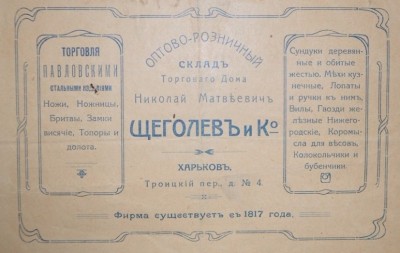 ТОРГОВЛЯ
ПАВЛОВСКИМИ
СТАЛЬНЫМИ
Ножи, Ножницы,
Бритвы, Замки
висячіе, Топоры и
долота.
ОПТОВО-РОЗНИЧНЫЙ
СКЛАДЪ
Торговаго Дома
Николай Матвѣевичъ
ЩЕГОЛЕВЪ и Ко
ХАРЬКОВЪ.
Троицкій пер., д. № 4
Сундуки деревян-
ные и обитые
жестью. Мѣхи куз-
нечные, Лопаты
и ручки къ нимъ,
Вилы, Гвозди же-
лѣзные Нижего-
родскіе, Коромы-
сла для вѣсовъ.
Колокольчики и
бубенчики
Фирма существуетъ съ 1817 года.